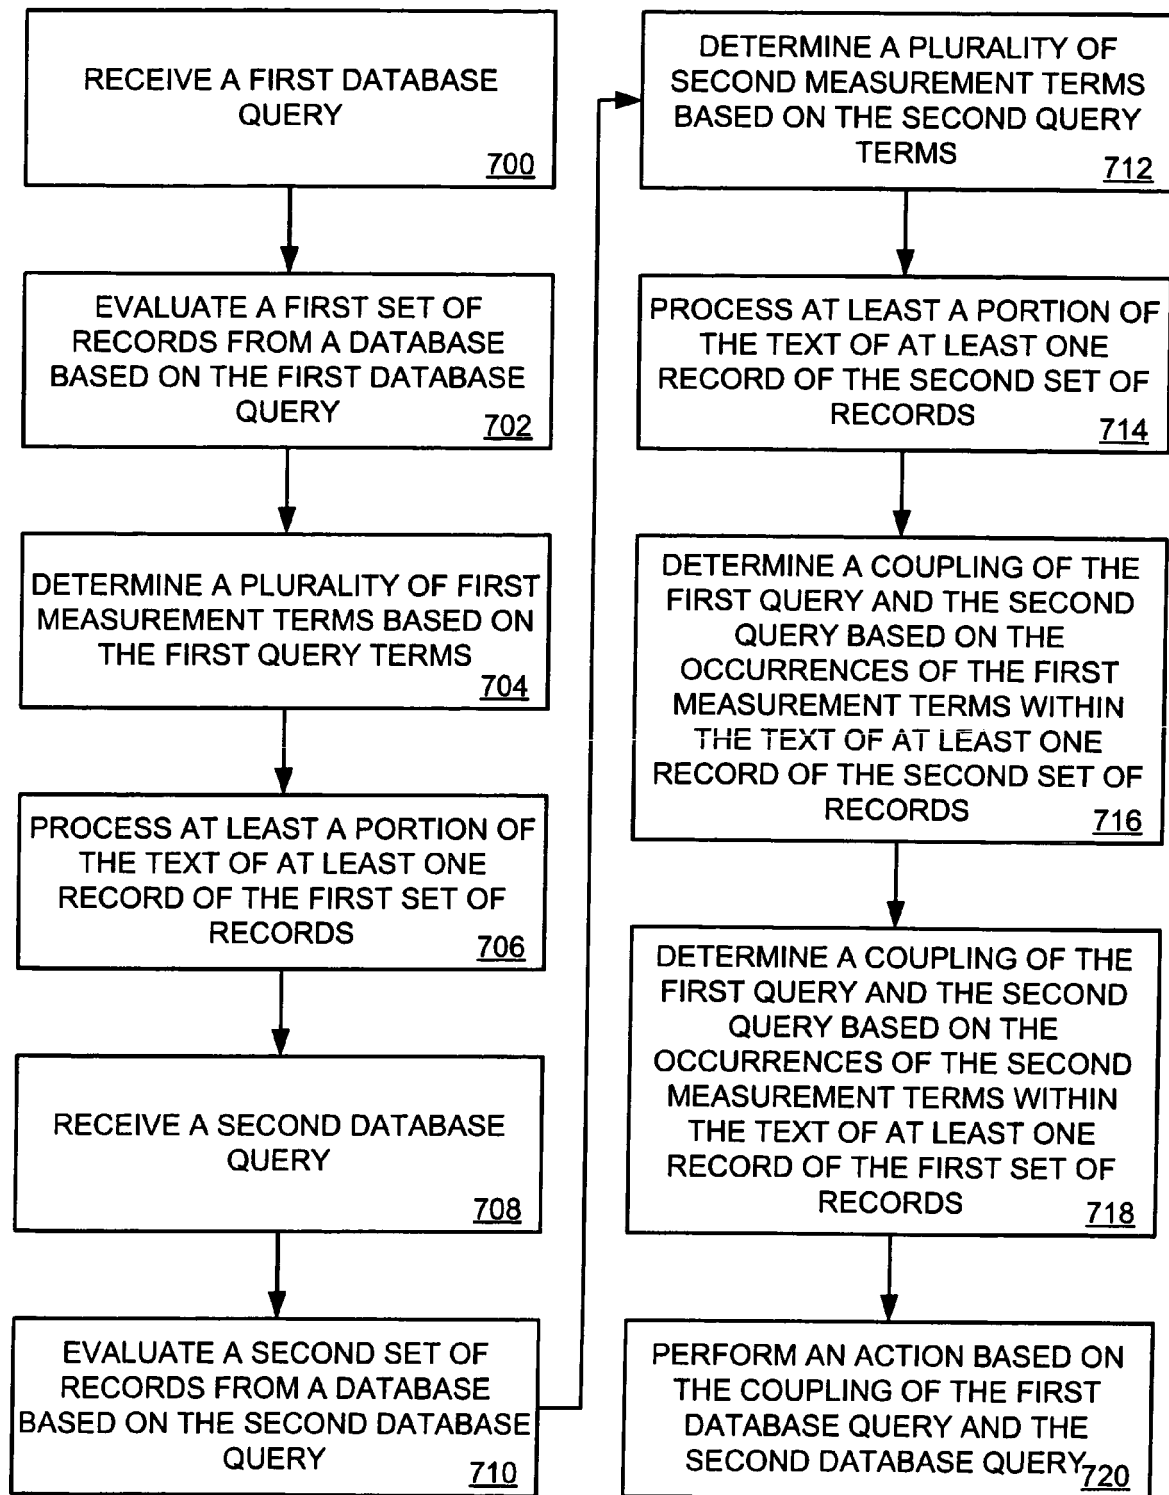 RECEIVE A FIRST DATABASE
QUERY
700
EVALUATE A FIRST SET OF
RECORDS FROM A DATABASE
BASED ON THE FIRST DATABASE
QUERY
702
DETERMINE A PLURALITY OF FIRST
MEASUREMENT TERMS BASED ON
THE FIRST QUERY TERMS
704
PROCESS AT LEAST A PORTION OF
THE TEXT OF AT LEAST ONE
RECORD OF THE FIRST SET OF
RECORDS
706
RECEIVE A SECOND DATABASE
QUERY
708
EVALUATE A SECOND SET OF
RECORDS FROM A DATABASE
BASED ON THE SECOND DATABASE
QUERY
710
DETERMINE A PLURALITY OF
SECOND MEASUREMENT TERMS
BASED ON THE SECOND QUERY
TERMS
712
PROCESS AT LEAST A PORTION OF
THE TEXT OF AT LEAST ONE
RECORD OF THE SECOND SET OF
RECORDS
714
DETERMINE A COUPLING OF THE
FIRST QUERY AND THE SECOND
QUERY BASED ON THE
OCCURRENCES OF THE FIRST
MEASUREMENT TERMS WITHIN
THE TEXT OF AT LEAST ONE
RECORD OF THE SECOND SET OF
RECORDS
716
DETERMINE A COUPLING OF THE
FIRST QUERY AND THE SECOND
QUERY BASED ON THE
OCCURRENCES OF THE SECOND
MEASUREMENT TERMS WITHIN
THE TEXT OF AT LEAST ONE
RECORD OF THE FIRST SET OF
RECORDS
718
PERFORM AN ACTION BASED ON
THE COUPLING OF THE FIRST
DATABASE QUERY AND THE
SECOND DATABASE QUERY
720